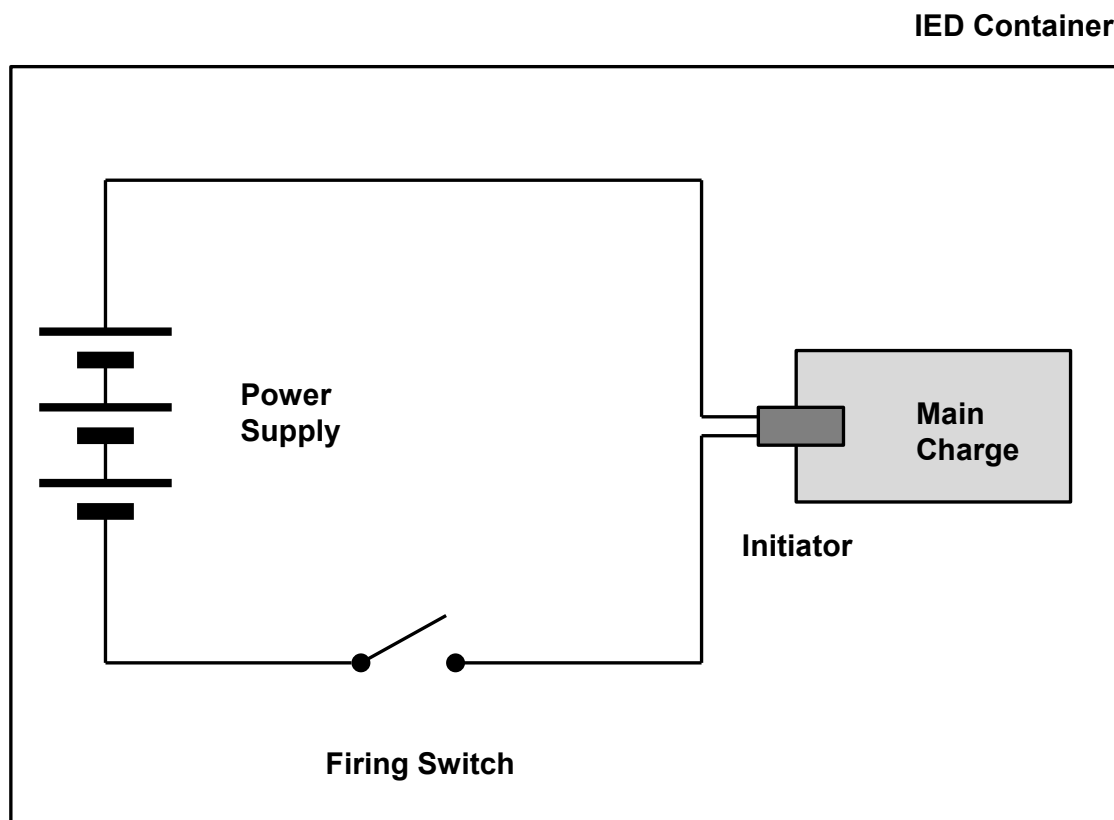 IED Container
Power
Supply
Main
Charge
Initiator
Firing Switch